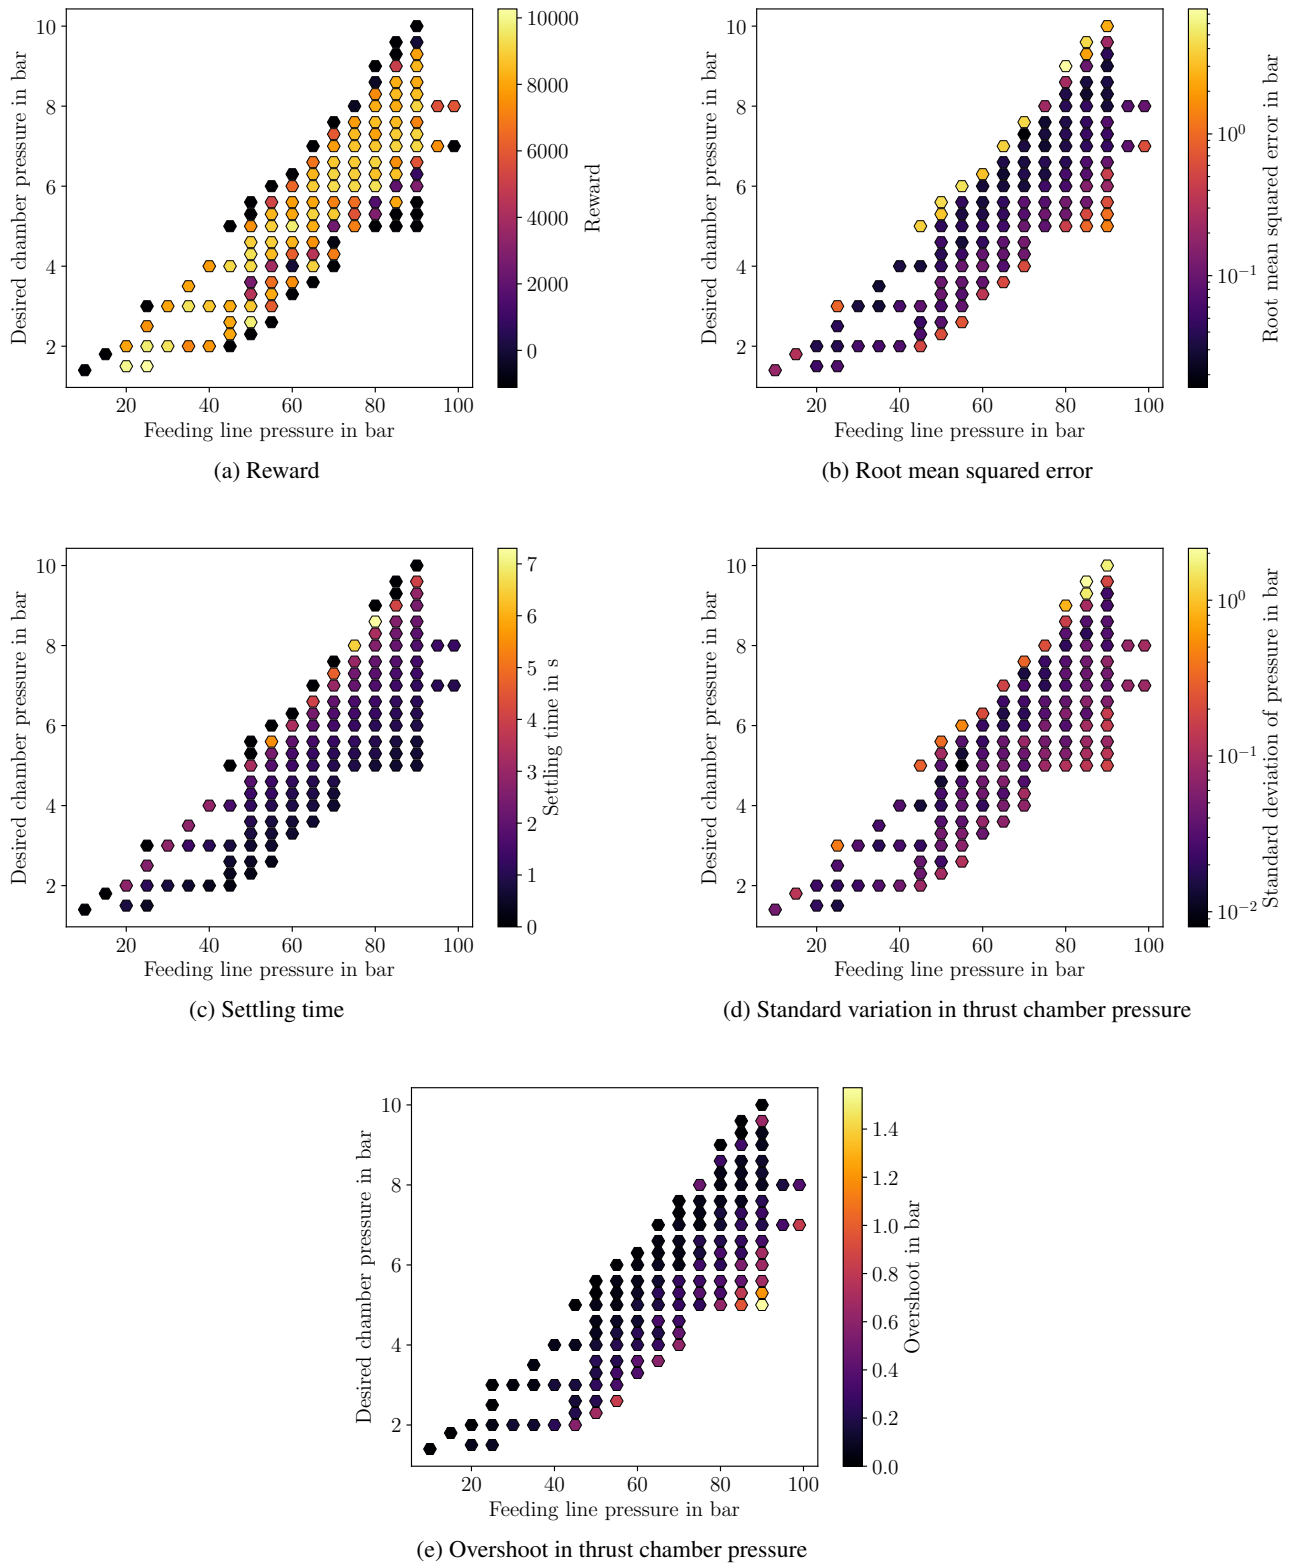 10
8
6
4
2
Desired chamber pressure in bar
20 40 60 80 100
Feeding line pressure in bar
10000
8000
6000
4000
2000
0
Reward
(a) Reward
10
8
6
4
2
Desired chamber pressure in bar
20 40 60 80 100
Feeding line pressure in bar
10⁰
10⁻¹
Root mean squared error in bar
(b) Root mean squared error
10
8
6
4
2
Desired chamber pressure in bar
20 40 60 80 100
Feeding line pressure in bar
7
6
5
4
3
2
1
0
Settling time in s
(c) Settling time
10
8
6
4
2
Desired chamber pressure in bar
20 40 60 80 100
Feeding line pressure in bar
10⁰
10⁻¹
10⁻²
Standard deviation of pressure in bar
(d) Standard variation in thrust chamber pressure
10
8
6
4
2
Desired chamber pressure in bar
20 40 60 80 100
Feeding line pressure in bar
1.4
1.2
1.0
0.8
0.6
0.4
0.2
0.0
Overshoot in bar
(e) Overshoot in thrust chamber pressure